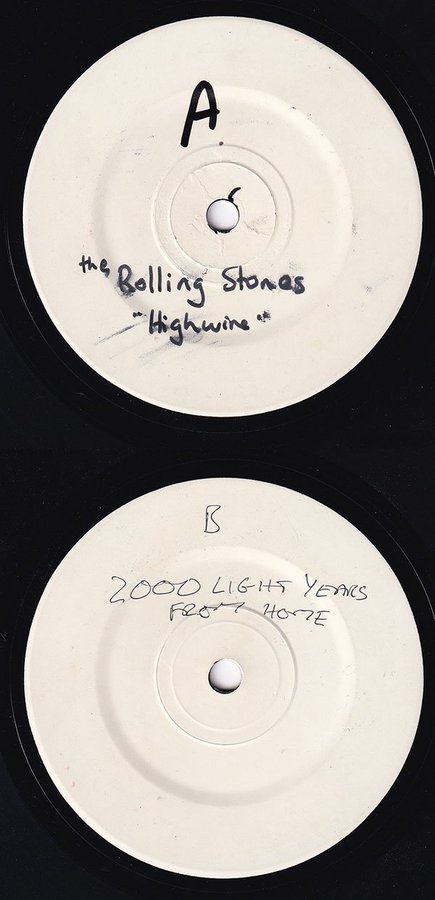 A
the Rolling Stones
"Highwire"
B
2000 LIGHT YEARS
FROM HOME